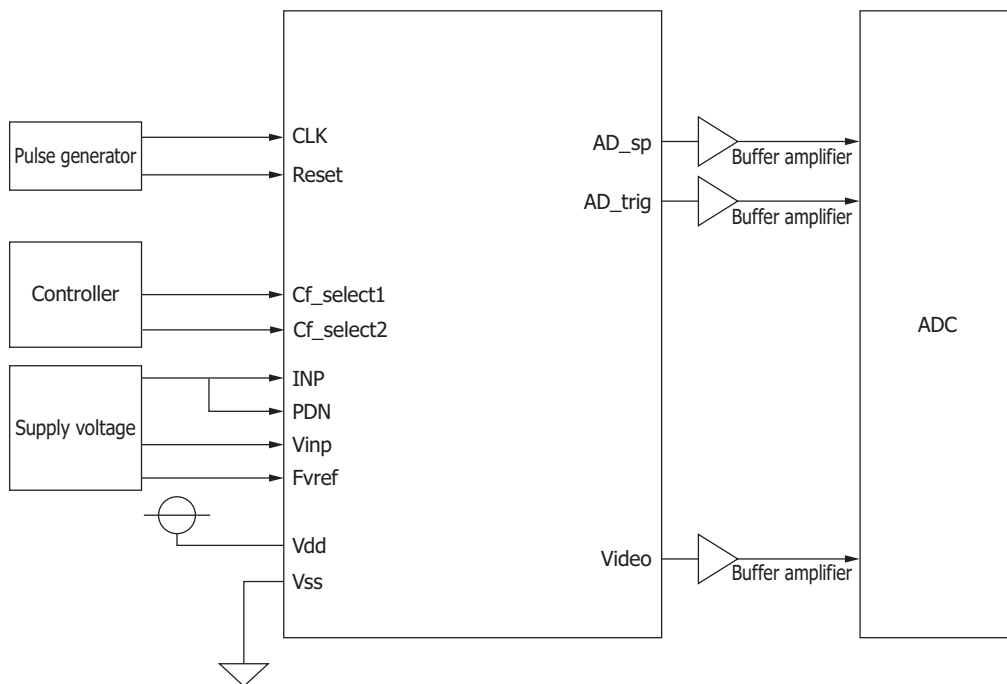 Pulse generator
Controller
Supply voltage
CLK
Reset
Cf_select1
Cf_select2
INP
PDN
Vinp
Fvref
Vdd
Vss
AD_sp
AD_trig
Video
Buffer amplifier
Buffer amplifier
Buffer amplifier
ADC